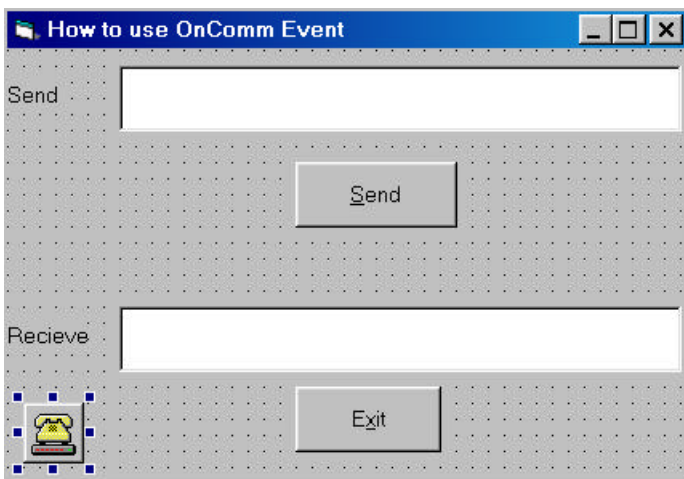 How to use OnComm Event
Send
Send
Recieve
Exit